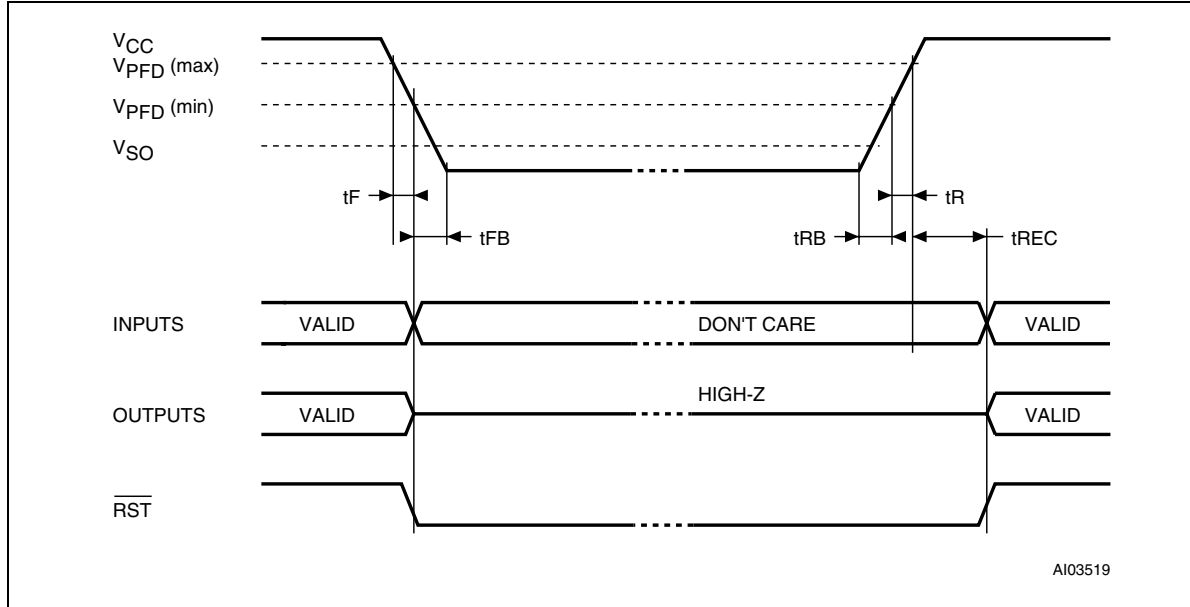 VCC
VPFD (max)
VPFD (min)
VSO
tF
tR
tFB
tRB
tREC
INPUTS
VALID
DON'T CARE
VALID
HIGH-Z
OUTPUTS
VALID
VALID
RST
AI03519